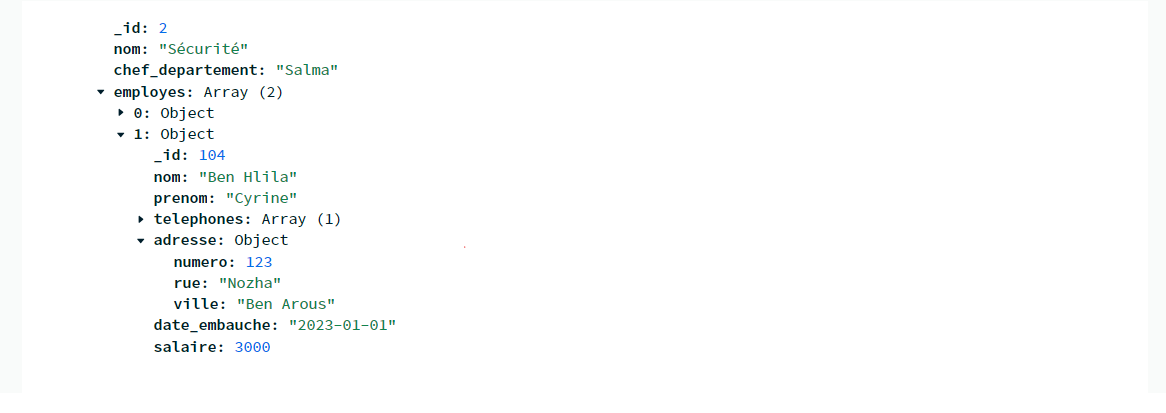 _id: 2
nom: "Sécurité"
chef_departement: "Salma"
employes: Array (2)
0: Object
1: Object
_id: 104
nom: "Ben Hlila"
prenom: "Cyrine"
telephones: Array (1)
adresse: Object
numero: 123
rue: "Nozha"
ville: "Ben Arous"
date_embauche: "2023-01-01"
salaire: 3000